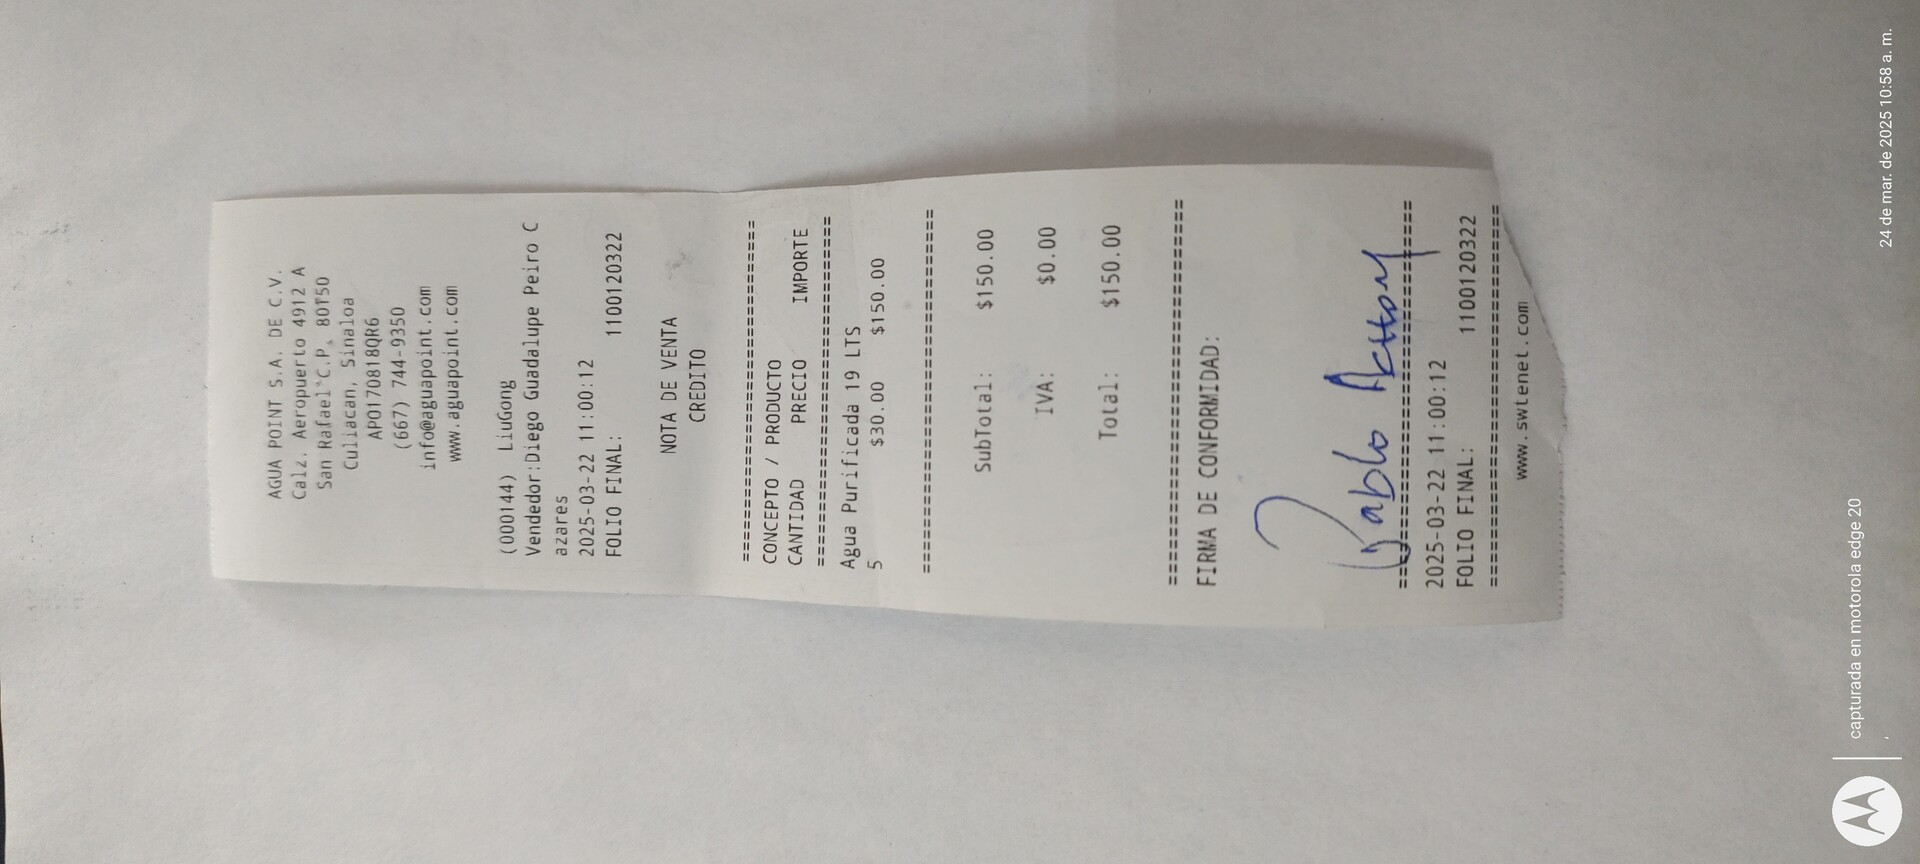 AGUA POINT S.A. DE C.V.
Calz. Aeropuerto 4912 A
San Rafael C.P. 80150
Culiacan, Sinaloa
APO170818QR6
(667) 744-9350
info@aguapoint.com
www.aguapoint.com
(000144) LiuGong
Vendedor:Diego Guadalupe Peiro C
azares
2025-03-22 11:00:12
FOLIO FINAL: 1100120322
NOTA DE VENTA
CREDITO
================================
CONCEPTO / PRODUCTO
CANTIDAD PRECIO IMPORTE
================================
Agua Purificada 19 LTS
5 $30.00 $150.00
================================
SubTotal: $150.00
IVA: $0.00
Total: $150.00
================================
FIRMA DE CONFORMIDAD:
Pablo
================================
2025-03-22 11:00:12
FOLIO FINAL: 1100120322
================================
www.swtenet.com
capturada en motorola edge 20
24 de mar. de 2025 10:58 a. m.